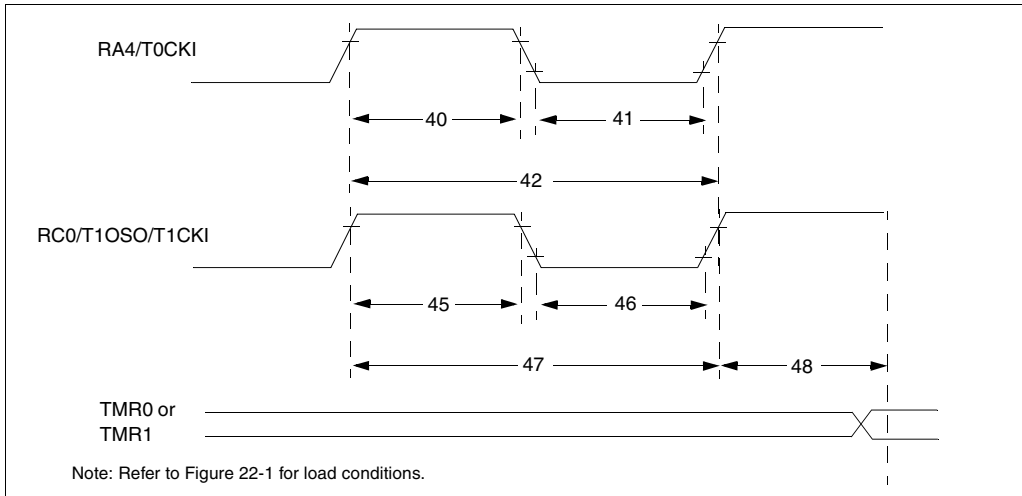 RA4/T0CKI
40
41
42
RC0/T1OSO/T1CKI
45
46
47
48
TMR0 or
TMR1
Note: Refer to Figure 22-1 for load conditions.